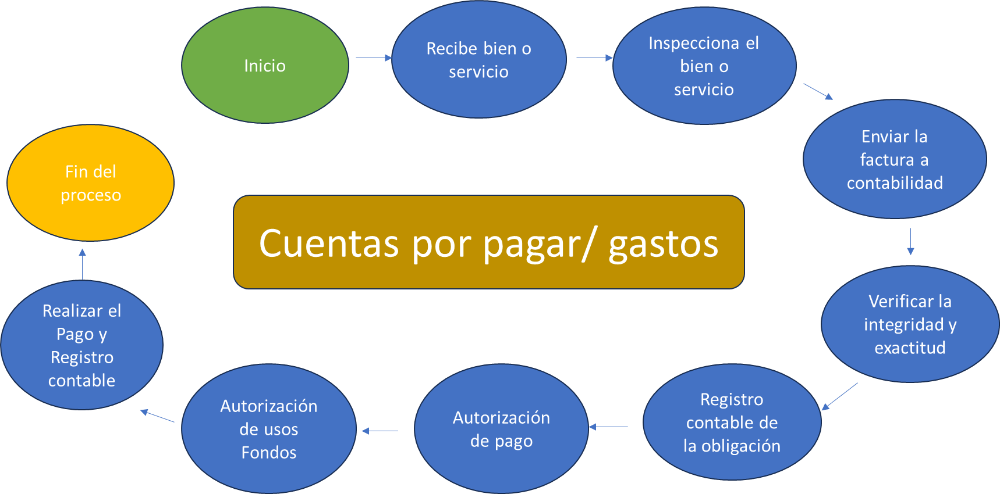 Inicio
Recibe bien o
servicio
Inspecciona el
bien o
servicio
Enviar la
factura a
contabilidad
Verificar la
integridad y
exactitud
Registro
contable de
la obligación
Autorización
de pago
Autorización
de usos
Fondos
Realizar el
Pago y
Registro
contable
Fin del
proceso
Cuentas por pagar/ gastos